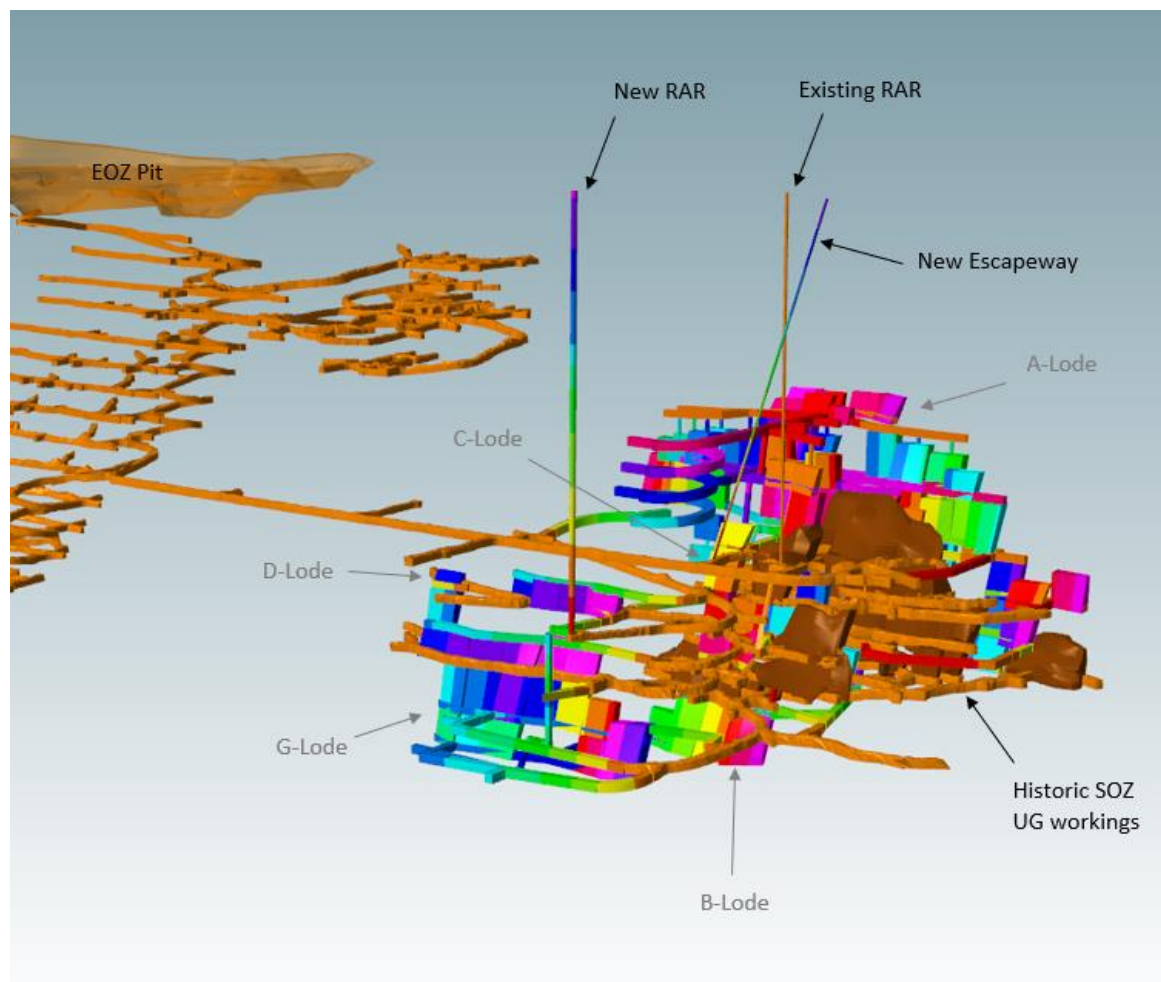 New RAR
Existing RAR
EOZ Pit
New Escapeway
A-Lode
C-Lode
D-Lode
G-Lode
Historic SOZ
UG workings
B-Lode